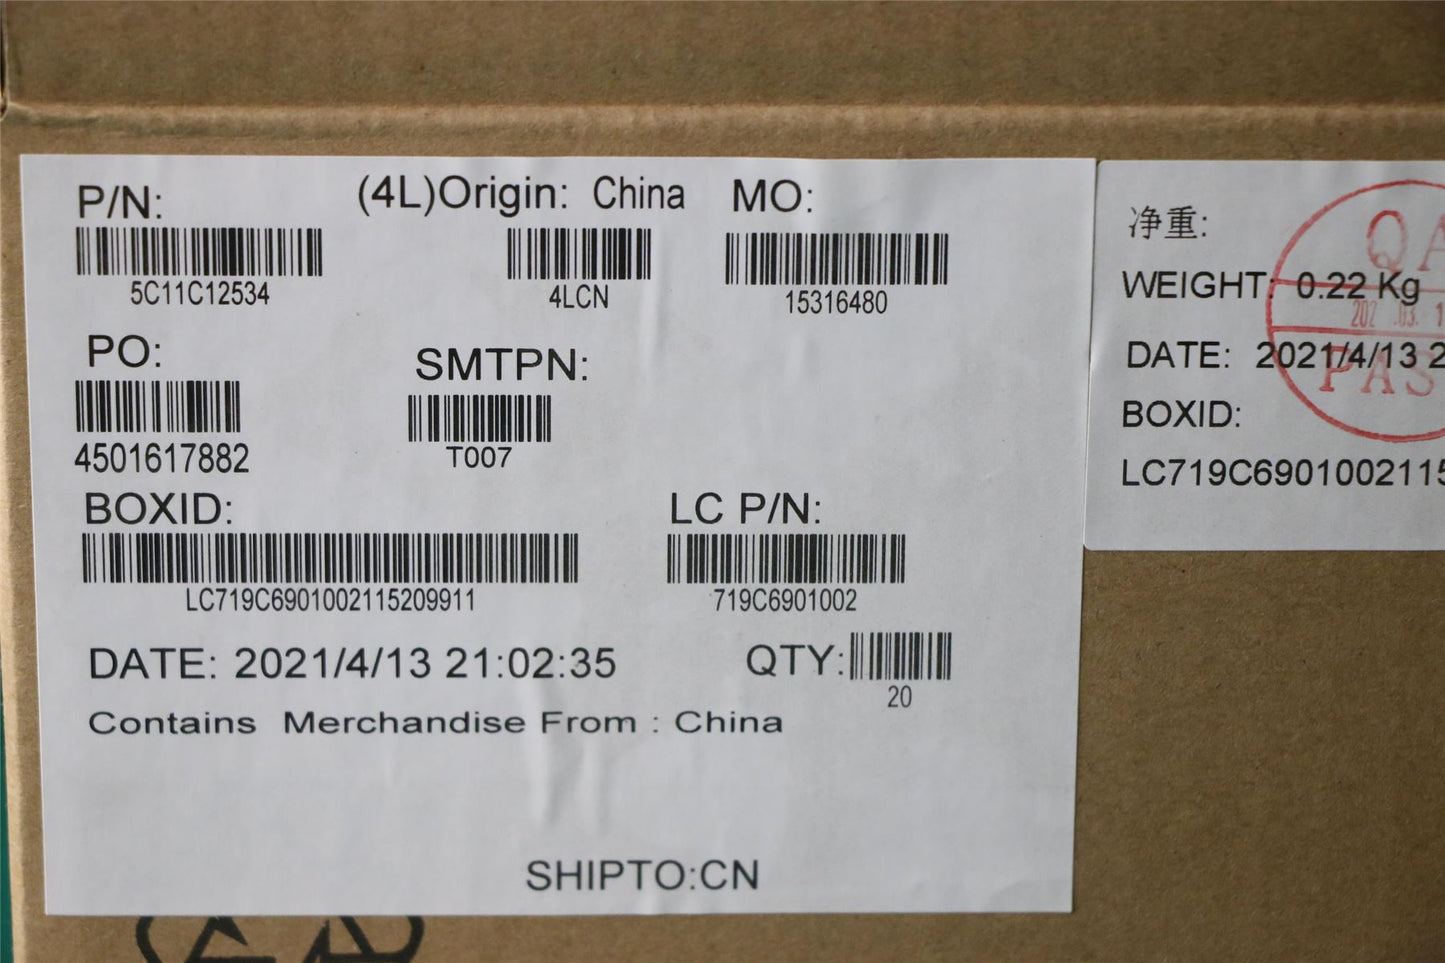 P/N:
(4L)Origin: China
MO:
5C11C12534
4LCN
15316480
PO:
SMTPN:
4501617882
T007
BOXID:
LC P/N:
LC719C6901002115209911
719C6901002
DATE: 2021/4/13 21:02:35
QTY:
20
Contains Merchandise From : China
SHIPTO:CN
净重:
WEIGHT: 0.22 Kg
DATE: 2021/4/13 2
BOXID:
LC719C6901002115
QA
PAS